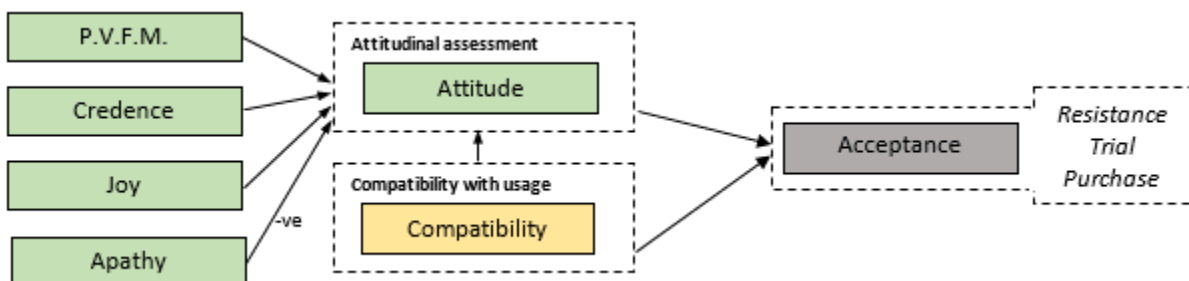 P.V.F.M.
Credence
Joy
Apathy
-ve
Attitudinal assessment
Attitude
Compatibility with usage
Compatibility
Acceptance
Resistance
Trial
Purchase